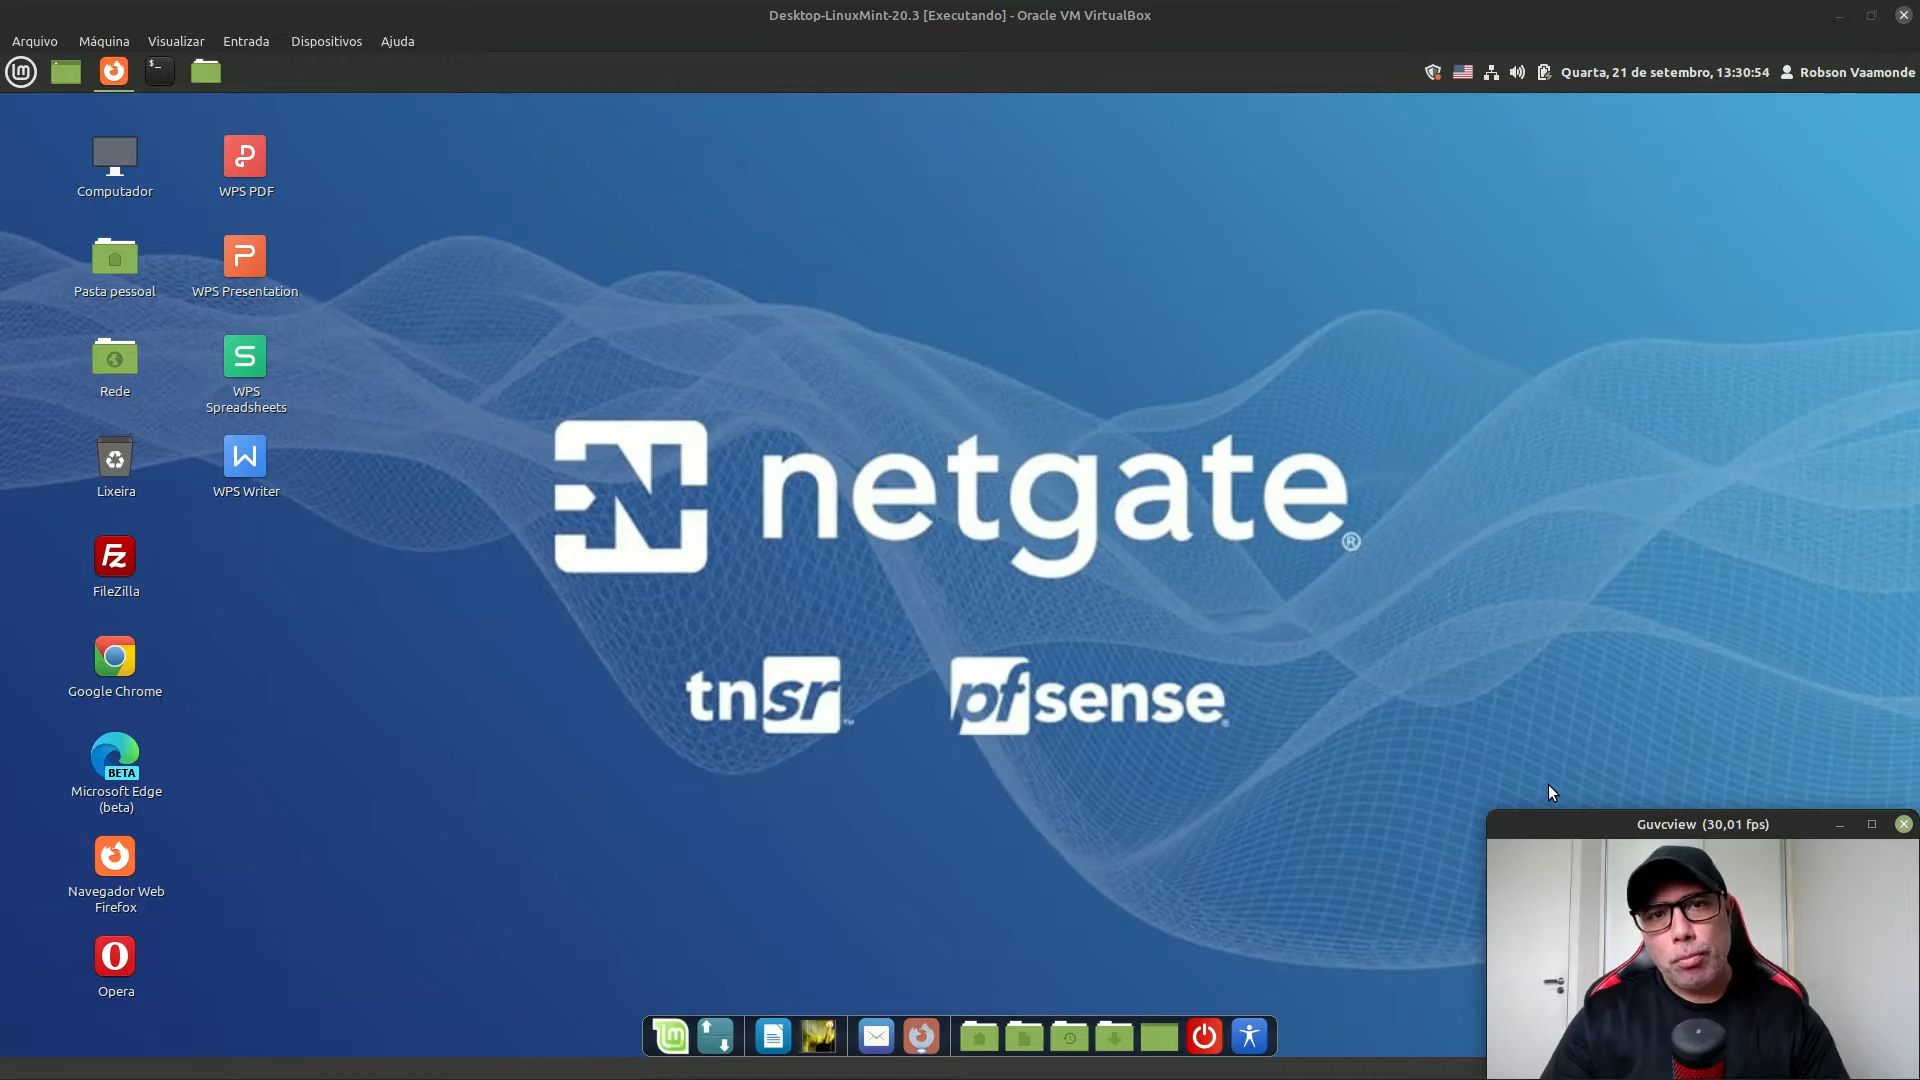 Desktop-LinuxMint-20.3 [Executando] - Oracle VM VirtualBox
Arquivo Máquina Visualizar Entrada Dispositivos Ajuda
Quarta, 21 de setembro, 13:30:54 Robson Vaamonde
Computador
WPS PDF
Pasta pessoal
WPS Presentation
Rede
WPS
Spreadsheets
Lixeira
WPS Writer
FileZilla
Google Chrome
BETA
Microsoft Edge
(beta)
Navegador Web
Firefox
Opera
netgate®
tnsr™
pfsense®
Guvcview (30,01 fps)